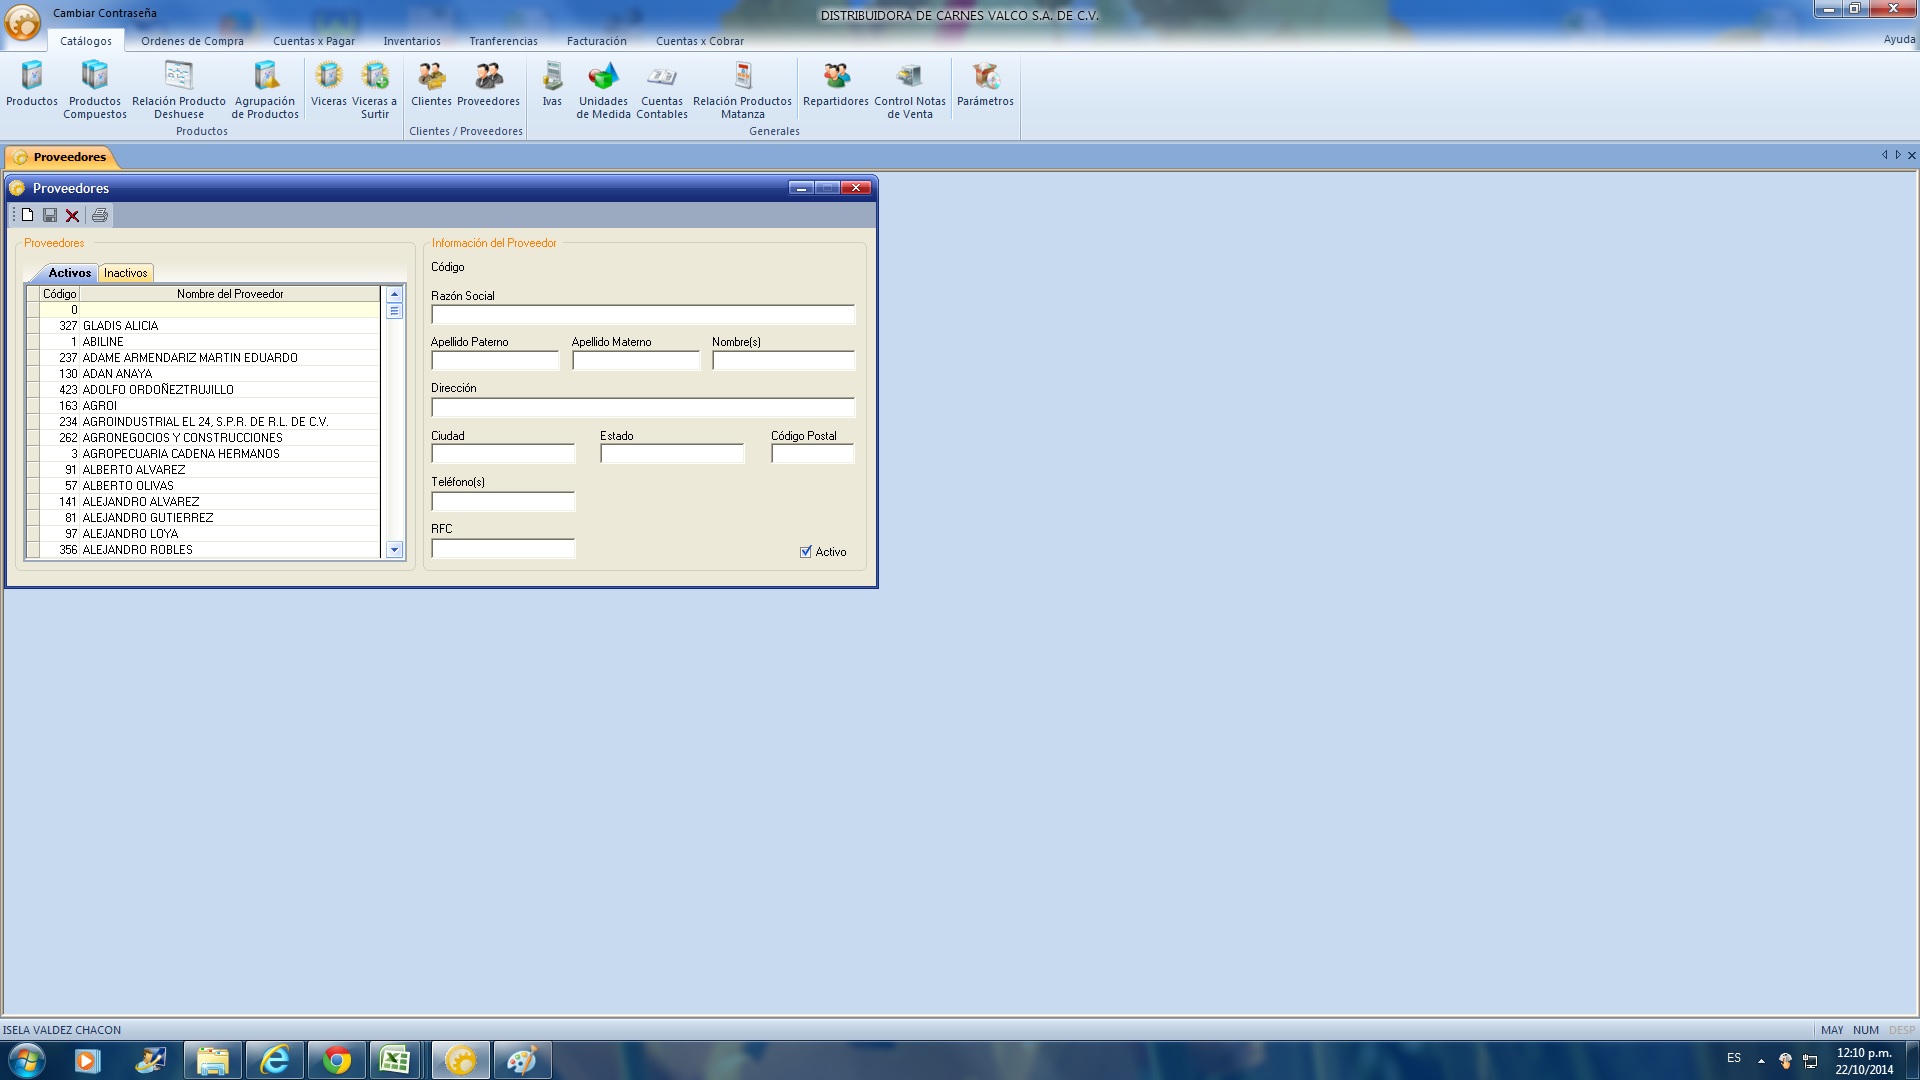 Cambiar Contraseña
DISTRIBUIDORA DE CARNES VALCO S.A. DE C.V.
Catálogos Ordenes de Compra Cuentas x Pagar Inventarios Tranferencias Facturación Cuentas x Cobrar
Ayuda
Productos
Productos Compuestos
Relación Producto Deshuese
Agrupación de Productos
Viceras
Viceras a Surtir
Clientes
Proveedores
Ivas
Unidades de Medida
Cuentas Contables
Relación Productos Matanza
Repartidores
Control Notas de Venta
Parámetros
Productos
Clientes / Proveedores
Generales
Proveedores
Proveedores
Proveedores
Activos Inactivos
Código Nombre del Proveedor
0
327 GLADIS ALICIA
1 ABILINE
237 ADAME ARMENDARIZ MARTIN EDUARDO
130 ADAN ANAYA
423 ADOLFO ORDOÑEZTRUJILLO
163 AGROI
234 AGROINDUSTRIAL EL 24, S.P.R. DE R.L. DE C.V.
262 AGRONEGOCIOS Y CONSTRUCCIONES
3 AGROPECUARIA CADENA HERMANOS
91 ALBERTO ALVAREZ
57 ALBERTO OLIVAS
141 ALEJANDRO ALVAREZ
81 ALEJANDRO GUTIERREZ
97 ALEJANDRO LOYA
356 ALEJANDRO ROBLES
Información del Proveedor
Código
Razón Social
Apellido Paterno Apellido Materno Nombre(s)
Dirección
Ciudad Estado Código Postal
Teléfono(s)
RFC
Activo
ISELA VALDEZ CHACON
MAY NUM DESP
ES
12:10 p.m.
22/10/2014